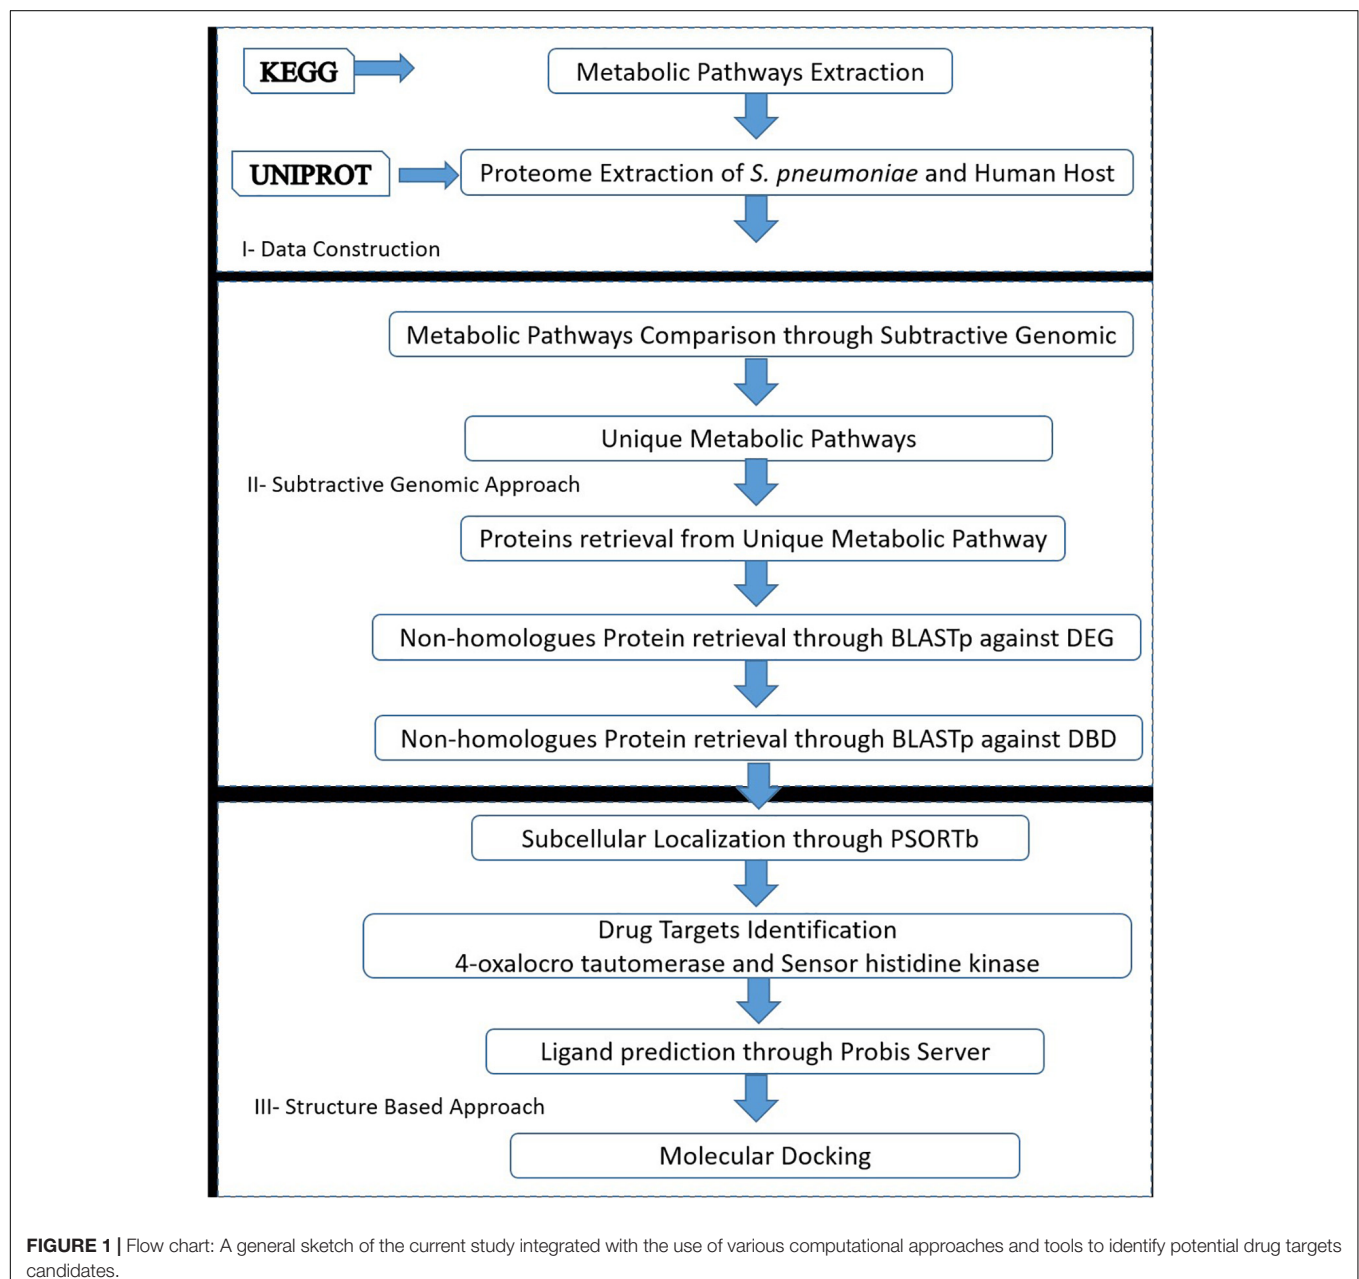 KEGG
Metabolic Pathways Extraction
UNIPROT
Proteome Extraction of S. pneumoniae and Human Host
I- Data Construction
Metabolic Pathways Comparison through Subtractive Genomic
Unique Metabolic Pathways
II- Subtractive Genomic Approach
Proteins retrieval from Unique Metabolic Pathway
Non-homologues Protein retrieval through BLASTp against DEG
Non-homologues Protein retrieval through BLASTp against DBD
Subcellular Localization through PSORTb
Drug Targets Identification
4-oxalocro tautomerase and Sensor histidine kinase
Ligand prediction through Probis Server
III- Structure Based Approach
Molecular Docking
FIGURE 1 | Flow chart: A general sketch of the current study integrated with the use of various computational approaches and tools to identify potential drug targets
candidates.